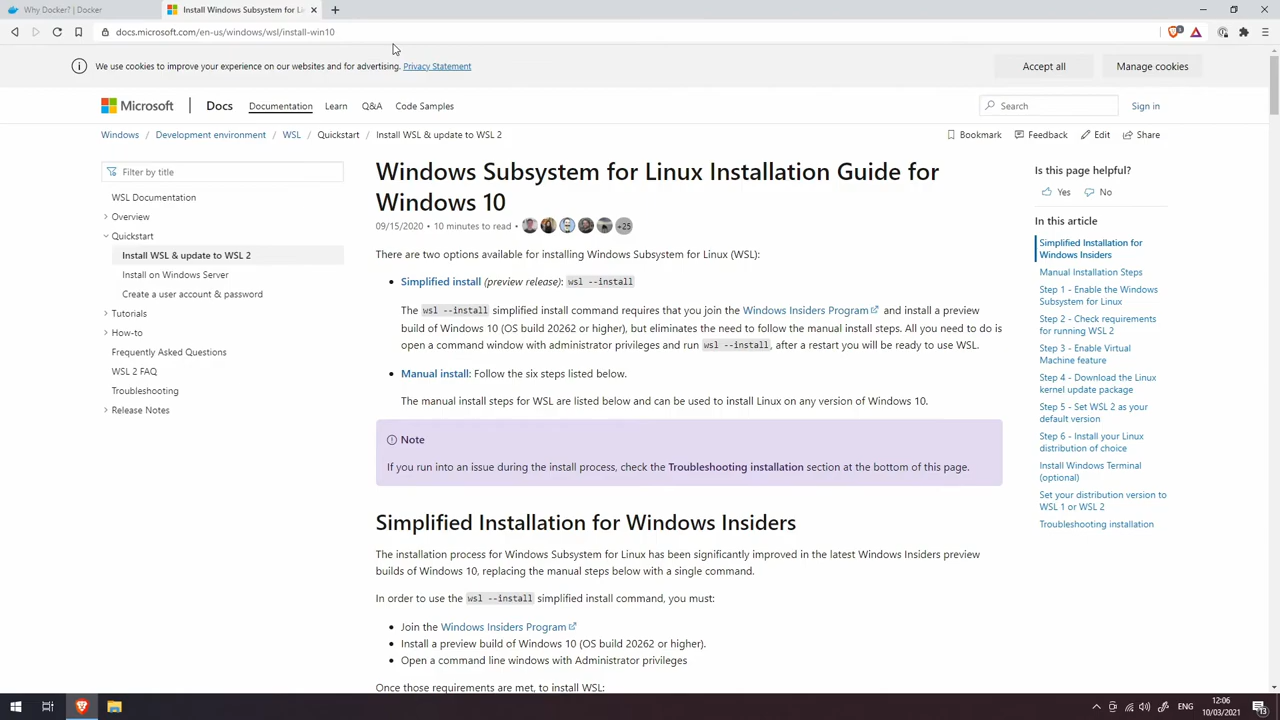 Why Docker? | Docker
Install Windows Subsystem for Li
docs.microsoft.com/en-us/windows/wsl/install-win10
We use cookies to improve your experience on our websites and for advertising. Privacy Statement
Accept all
Manage cookies
Microsoft
Docs
Documentation
Learn
Q&A
Code Samples
Search
Sign in
Windows / Development environment / WSL / Quickstart / Install WSL & update to WSL 2
Bookmark
Feedback
Edit
Share
Filter by title
WSL Documentation
Overview
Quickstart
Install WSL & update to WSL 2
Install on Windows Server
Create a user account & password
Tutorials
How-to
Frequently Asked Questions
WSL 2 FAQ
Troubleshooting
Release Notes
Windows Subsystem for Linux Installation Guide for
Windows 10
09/15/2020 • 10 minutes to read •
+25
There are two options available for installing Windows Subsystem for Linux (WSL):
• Simplified install (preview release): wsl --install
The wsl --install simplified install command requires that you join the Windows Insiders Program and install a preview
build of Windows 10 (OS build 20262 or higher), but eliminates the need to follow the manual install steps. All you need to do is
open a command window with administrator privileges and run wsl --install, after a restart you will be ready to use WSL.
• Manual install: Follow the six steps listed below.
The manual install steps for WSL are listed below and can be used to install Linux on any version of Windows 10.
Note
If you run into an issue during the install process, check the Troubleshooting installation section at the bottom of this page.
Simplified Installation for Windows Insiders
The installation process for Windows Subsystem for Linux has been significantly improved in the latest Windows Insiders preview
builds of Windows 10, replacing the manual steps below with a single command.
In order to use the wsl --install simplified install command, you must:
• Join the Windows Insiders Program
• Install a preview build of Windows 10 (OS build 20262 or higher).
• Open a command line windows with Administrator privileges
Once those requirements are met, to install WSL:
Is this page helpful?
Yes
No
In this article
Simplified Installation for
Windows Insiders
Manual Installation Steps
Step 1 - Enable the Windows
Subsystem for Linux
Step 2 - Check requirements
for running WSL 2
Step 3 - Enable Virtual
Machine feature
Step 4 - Download the Linux
kernel update package
Step 5 - Set WSL 2 as your
default version
Step 6 - Install your Linux
distribution of choice
Install Windows Terminal
(optional)
Set your distribution version to
WSL 1 or WSL 2
Troubleshooting installation
ENG
12:06
10/03/2021